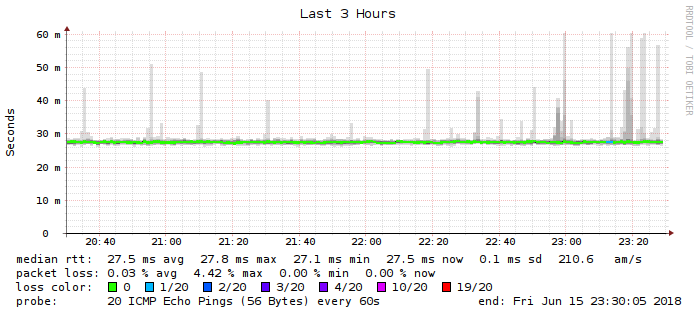 Last 3 Hours
RRDTOOL / TOBI OETIKER
Seconds
60 m
50 m
40 m
30 m
20 m
10 m
0
20:40 21:00 21:20 21:40 22:00 22:20 22:40 23:00 23:20
median rtt: 27.5 ms avg 27.8 ms max 27.1 ms min 27.5 ms now 0.1 ms sd 210.6 am/s
packet loss: 0.03 % avg 4.42 % max 0.00 % min 0.00 % now
loss color: 0 1/20 2/20 3/20 4/20 10/20 19/20
probe: 20 ICMP Echo Pings (56 Bytes) every 60s end: Fri Jun 15 23:30:05 2018